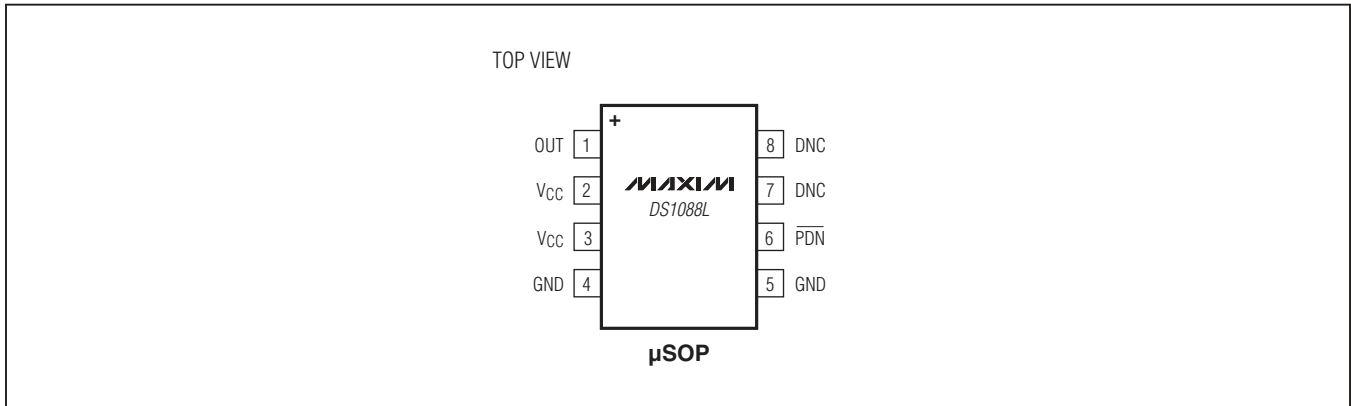 TOP VIEW
+
OUT 1
VCC 2
VCC 3
GND 4
MAXIM
DS1088L
8 DNC
7 DNC
6 PDN
5 GND
µSOP